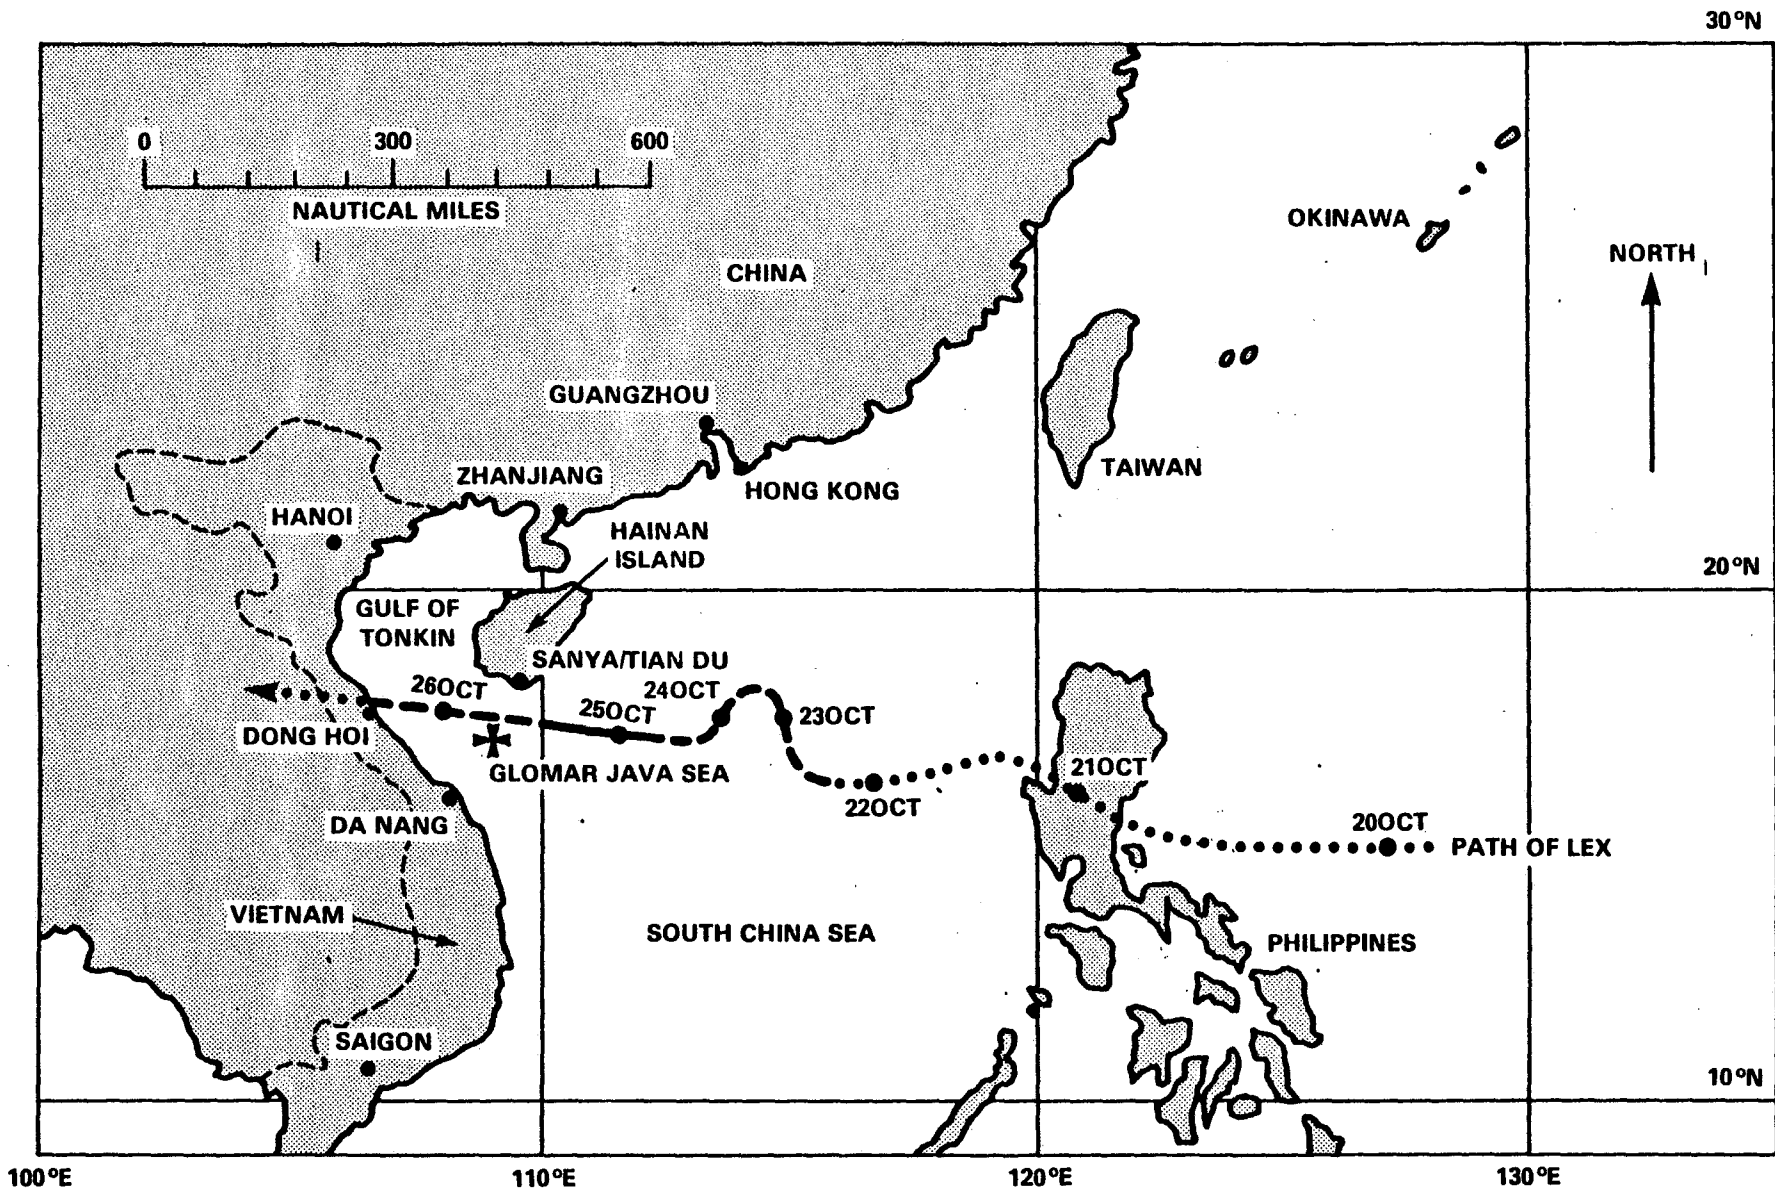 30°N
0 300 600
NAUTICAL MILES
OKINAWA
NORTH
CHINA
GUANGZHOU
TAIWAN
ZHANJIANG
HONG KONG
HANOI
HAINAN
ISLAND
20°N
GULF OF
TONKIN
SANYA/TIAN DU
26OCT
24OCT
25OCT
23OCT
DONG HOI
GLOMAR JAVA SEA
21OCT
22OCT
DA NANG
20OCT
PATH OF LEX
VIETNAM
SOUTH CHINA SEA
PHILIPPINES
SAIGON
10°N
100°E 110°E 120°E 130°E